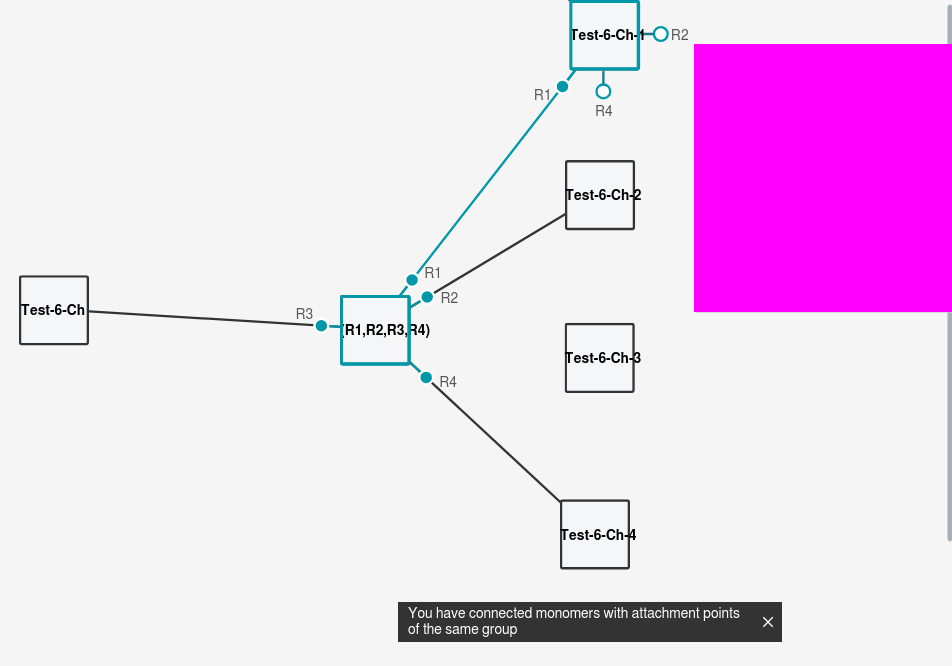 Test-6-Ch-1
R2
R1
R4
Test-6-Ch-2
R1
R2
Test-6-Ch
R3
(R1,R2,R3,R4)
Test-6-Ch-3
R4
Test-6-Ch-4
You have connected monomers with attachment points
of the same group